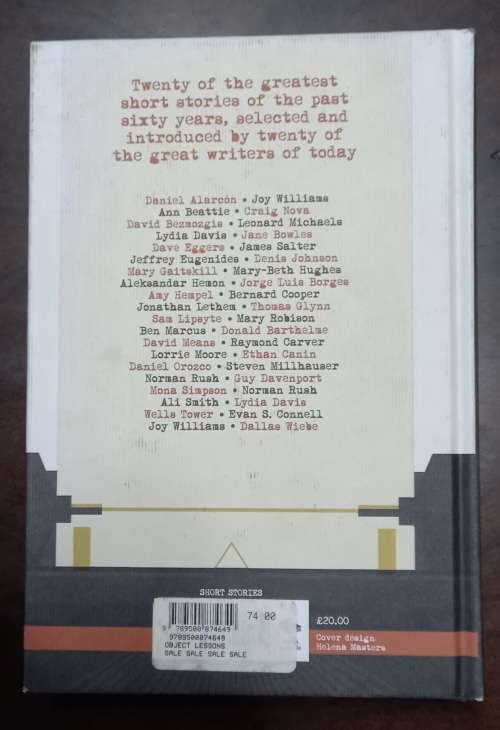 Twenty of the greatest
short stories of the past
sixty years, selected and
introduced by twenty of
the great writers of today
Daniel Alarcón • Joy Williams
Ann Beattie • Craig Nova
David Bezmozgis • Leonard Michaels
Lydia Davis • Jane Bowles
Dave Eggers • James Salter
Jeffrey Eugenides • Denis Johnson
Mary Gaitskill • Mary-Beth Hughes
Aleksandar Hemon • Jorge Luis Borges
Amy Hempel • Bernard Cooper
Jonathan Lethem • Thomas Glynn
Sam Lipsyte • Mary Robison
Ben Marcus • Donald Barthelme
David Means • Raymond Carver
Lorrie Moore • Ethan Canin
Daniel Orozco • Steven Millhauser
Norman Rush • Guy Davenport
Mona Simpson • Norman Rush
Ali Smith • Lydia Davis
Wells Tower • Evan S. Connell
Joy Williams • Dallas Wiebe
SHORT STORIES
74 00
9 789500 874649
9789500874649
OBJECT LESSONS
SALE SALE SALE SALE
£20.00
Cover design:
Helena Masters